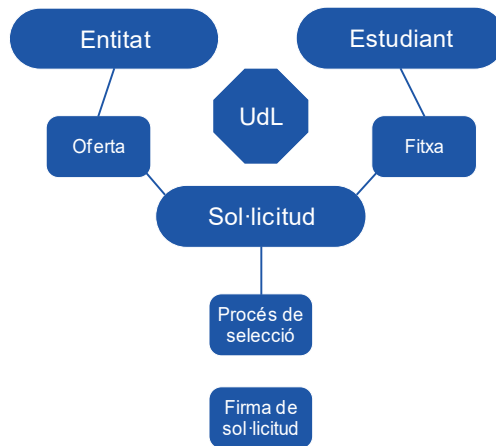 Entitat
Estudiant
UdL
Oferta
Fitxa
Sol·licitud
Procés de
selecció
Firma de
sol·licitud